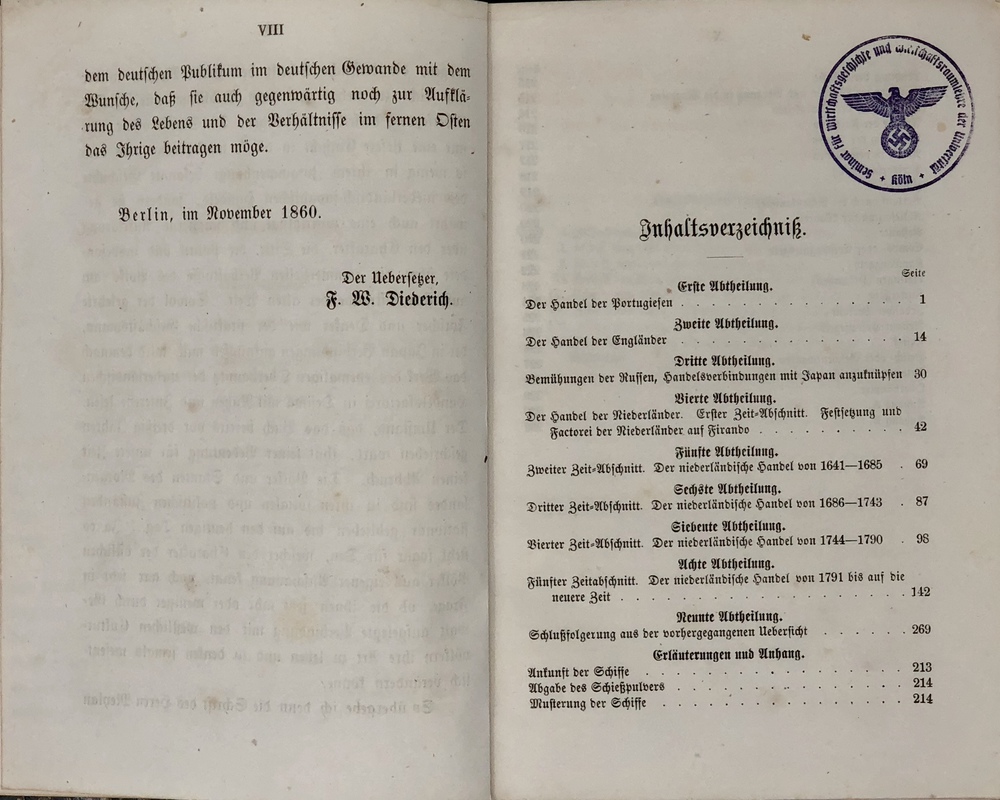 VIII
dem deutschen Publikum im deutschen Gewande mit dem
Wunsche, daß sie auch gegenwärtig noch zur Aufklä-
rung des Lebens und der Verhältnisse im fernen Osten
das Ihrige beitragen möge.
Berlin, im November 1860.
Der Uebersetzer,
F. W. Diederich.
Seminar für Wirtschaftsgeschichte und Wirtschaftsraumlehre der Universität
Köln
Inhaltsverzeichniß.
Seite
Erste Abtheilung.
Der Handel der Portugiesen . . . . . . . . . . . . . . 1
Zweite Abtheilung.
Der Handel der Engländer . . . . . . . . . . . . . . 14
Dritte Abtheilung.
Bemühungen der Russen, Handelsverbindungen mit Japan anzuknüpfen 30
Vierte Abtheilung.
Der Handel der Niederländer. Erster Zeit-Abschnitt. Festsetzung und
Factorei der Niederländer auf Firando . . . . . . . . . 42
Fünfte Abtheilung.
Zweiter Zeit-Abschnitt. Der niederländische Handel von 1641—1685 . 69
Sechste Abtheilung.
Dritter Zeit-Abschnitt. Der niederländische Handel von 1686—1743 . 87
Siebente Abtheilung.
Vierter Zeit-Abschnitt. Der niederländische Handel von 1744—1790 . 98
Achte Abtheilung.
Fünfter Zeitabschnitt. Der niederländische Handel von 1791 bis auf die
neuere Zeit . . . . . . . . . . . . . . . . . . 142
Neunte Abtheilung.
Schlußfolgerung aus der vorhergegangenen Uebersicht . . . . . . 269
Erläuterungen und Anhang.
Ankunft der Schiffe . . . . . . . . . . . . . . . . 213
Abgabe des Schießpulvers . . . . . . . . . . . . . . 214
Musterung der Schiffe . . . . . . . . . . . . . . . 214